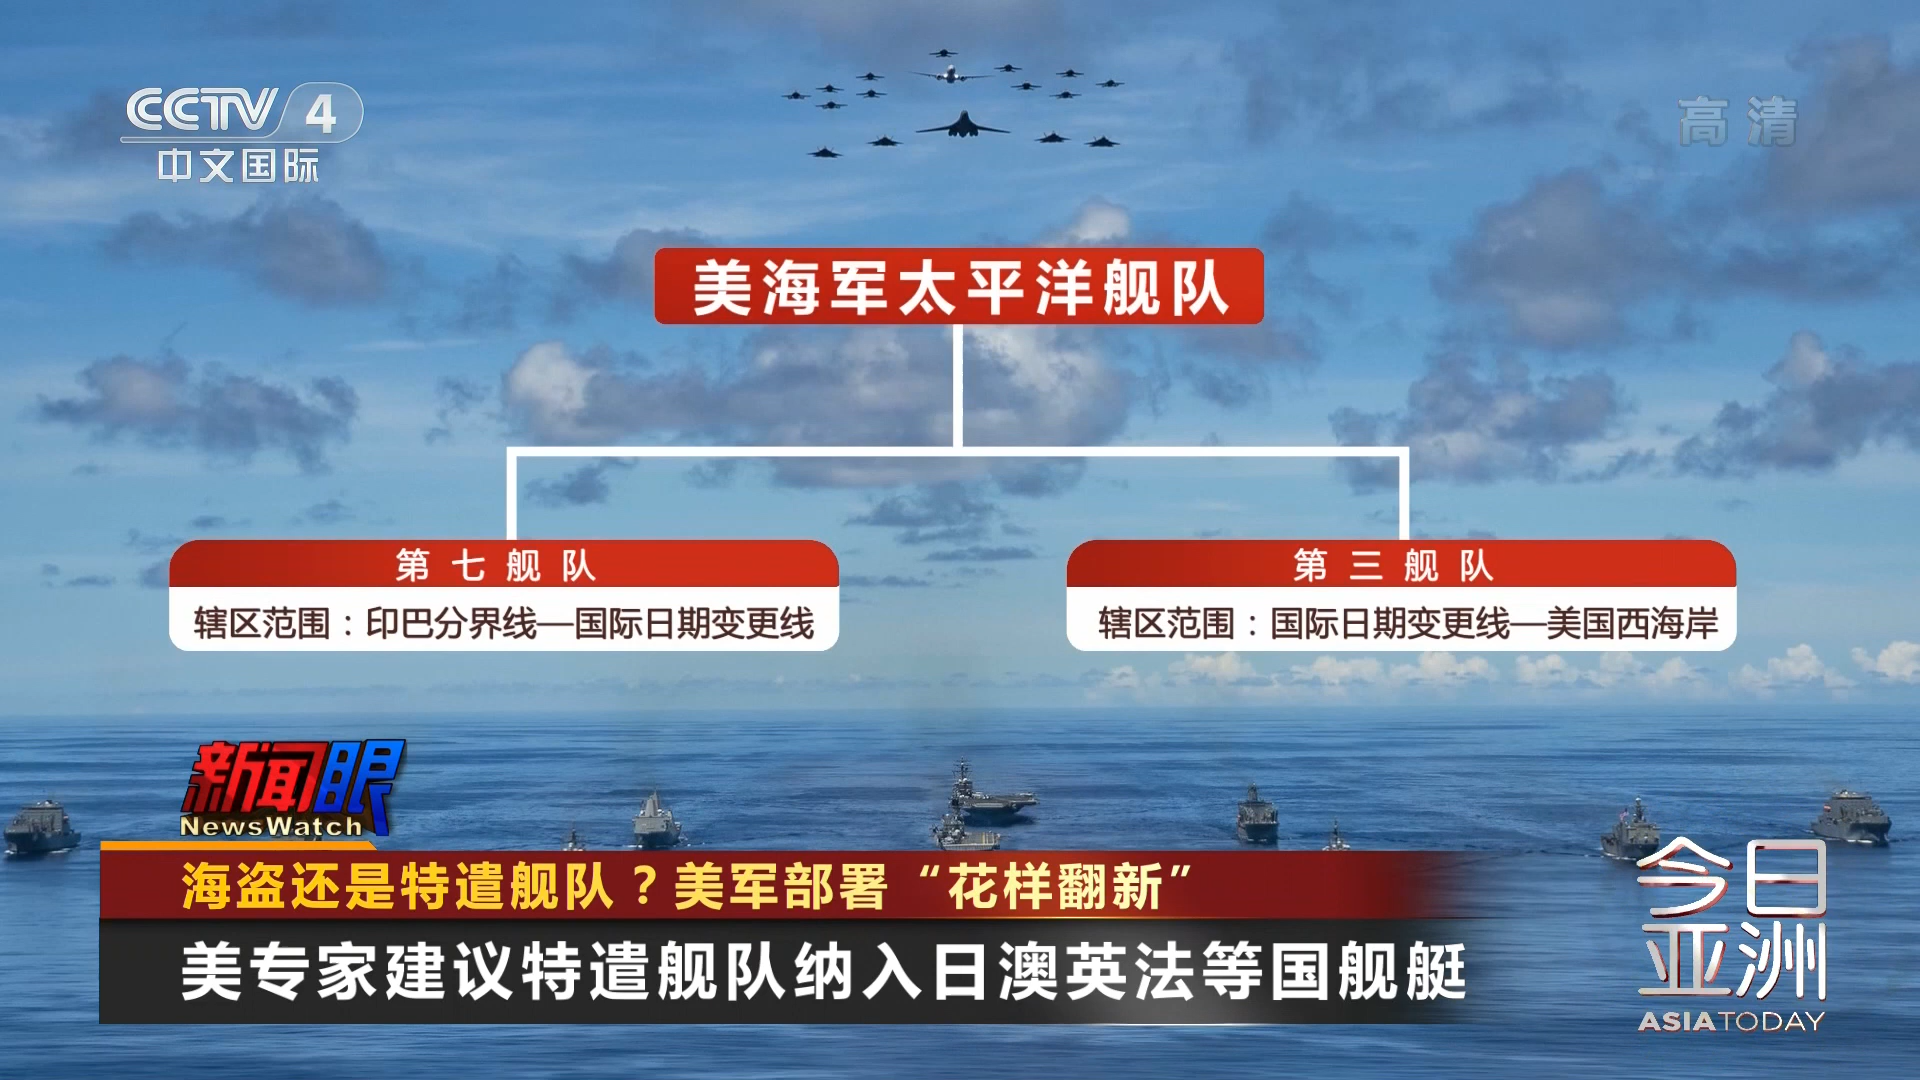 CCTV 4
中文国际
高清
美海军太平洋舰队
第七舰队
辖区范围：印巴分界线—国际日期变更线
第三舰队
辖区范围：国际日期变更线—美国西海岸
新闻眼
NewsWatch
海盗还是特遣舰队？美军部署“花样翻新”
美专家建议特遣舰队纳入日澳英法等国舰艇
今日
亚洲
ASIA TODAY